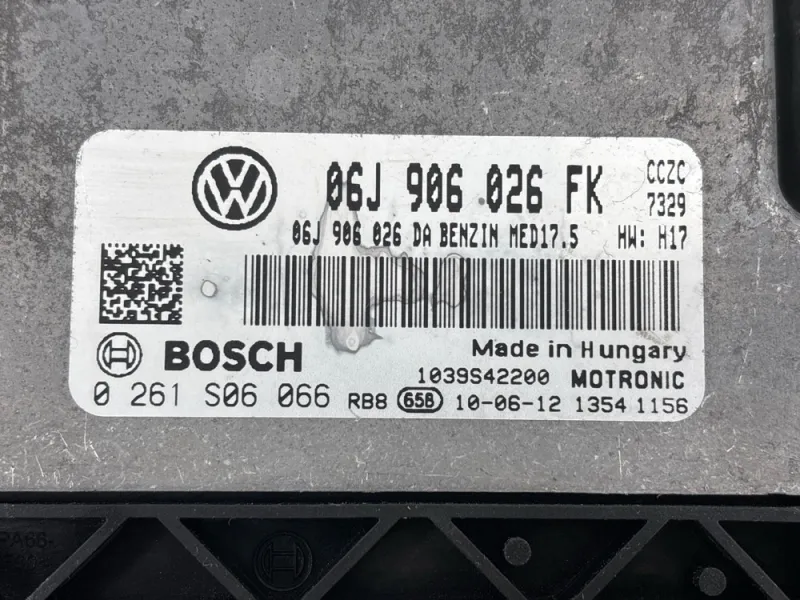 06J 906 026 FK
CCZC
7329
06J 906 026 DA BENZIN MED17.5 HW: H17
BOSCH
Made in Hungary
1039S42200 MOTRONIC
0 261 S06 066 RB8 658 10-06-12 1354 1156
PA66-